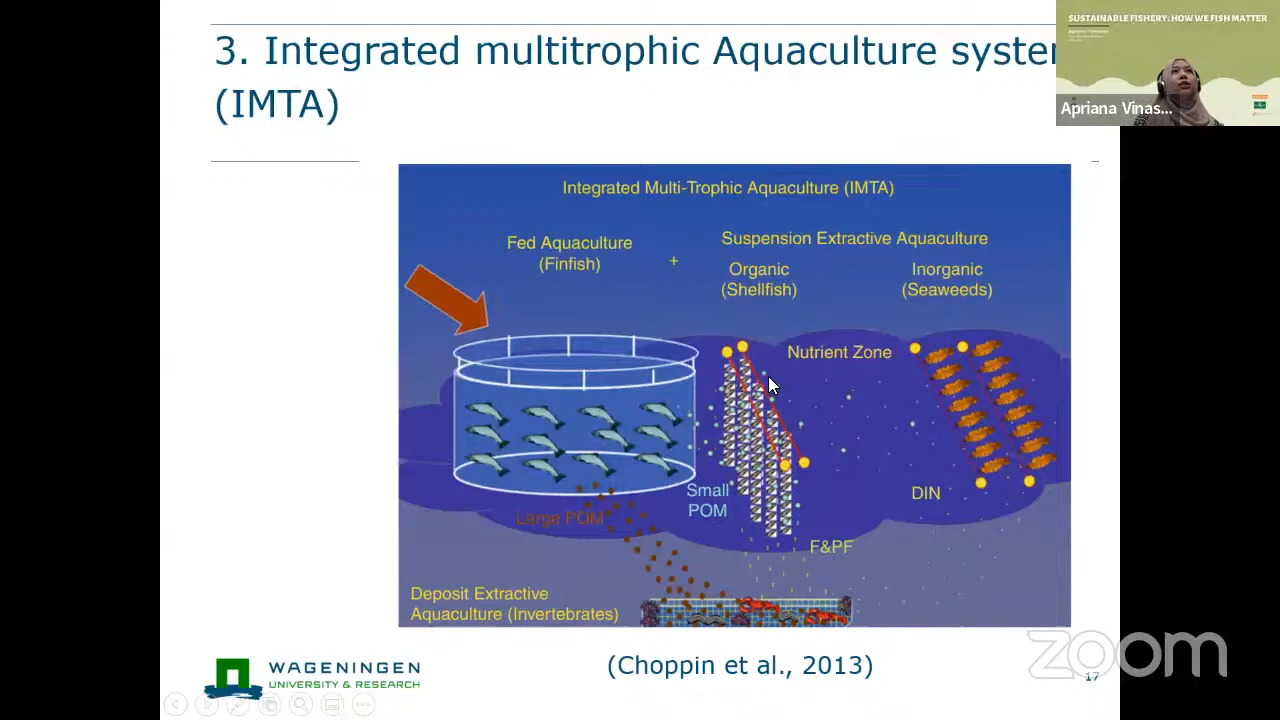 3. Integrated multitrophic Aquaculture system
(IMTA)
SUSTAINABLE FISHERY: HOW WE FISH MATTER
Apriana Vinas...
Integrated Multi-Trophic Aquaculture (IMTA)
Fed Aquaculture
(Finfish)
+
Suspension Extractive Aquaculture
Organic
(Shellfish)
Inorganic
(Seaweeds)
Nutrient Zone
Small
POM
Large POM
DIN
F&PF
Deposit Extractive
Aquaculture (Invertebrates)
WAGENINGEN
UNIVERSITY & RESEARCH
(Choppin et al., 2013)
zoom
17